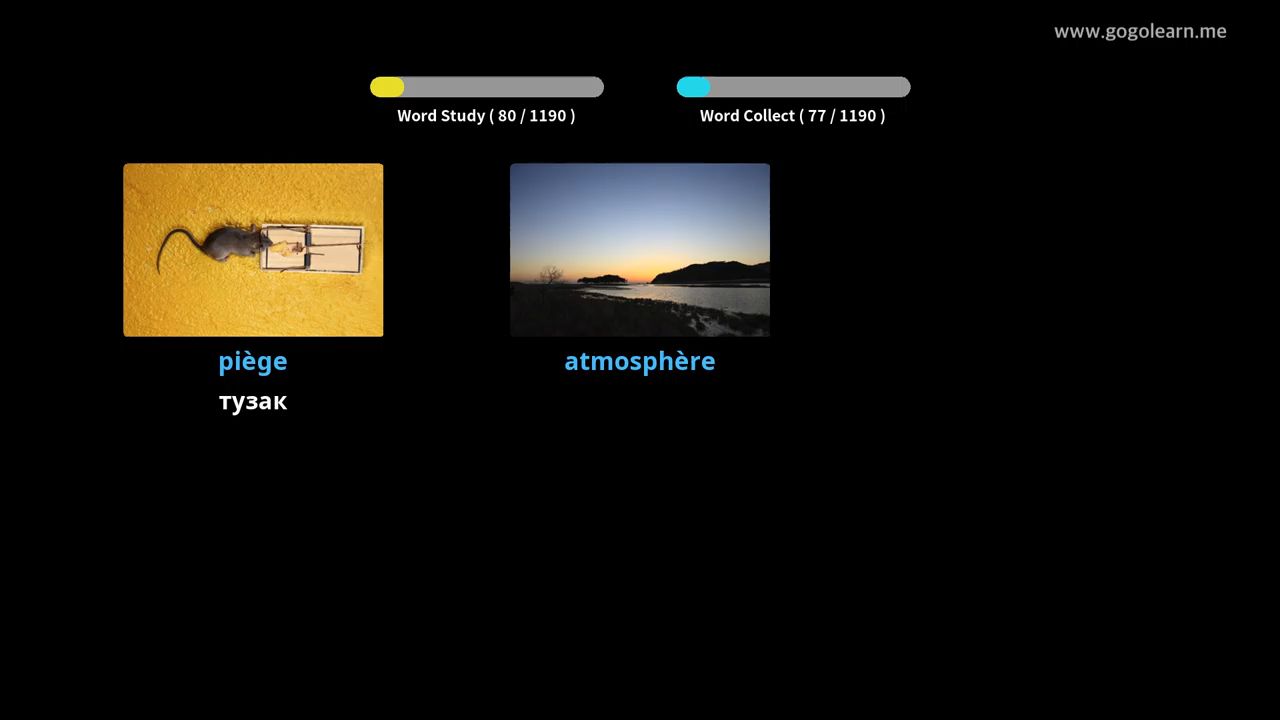 www.gogolearn.me
Word Study ( 80 / 1190 )
Word Collect ( 77 / 1190 )
piège
atmosphère
тузак